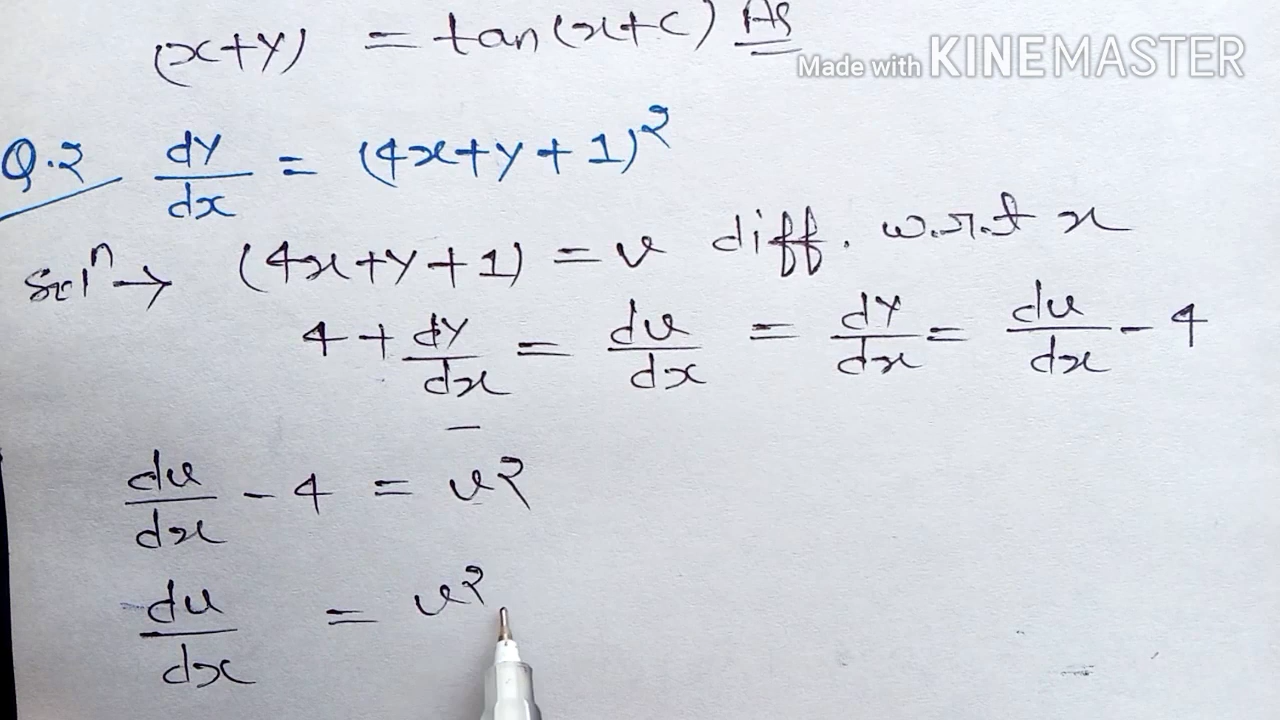 (x+y) = tan(x+c) As
Made with KINEMASTER
Q.2 dy/dx = (4x+y+1)²
Solⁿ → (4x+y+1) = v diff. w.r.t x
4+dy/dx = dv/dx = dy/dx = dv/dx - 4
dv/dx - 4 = v²
dv/dx = v²